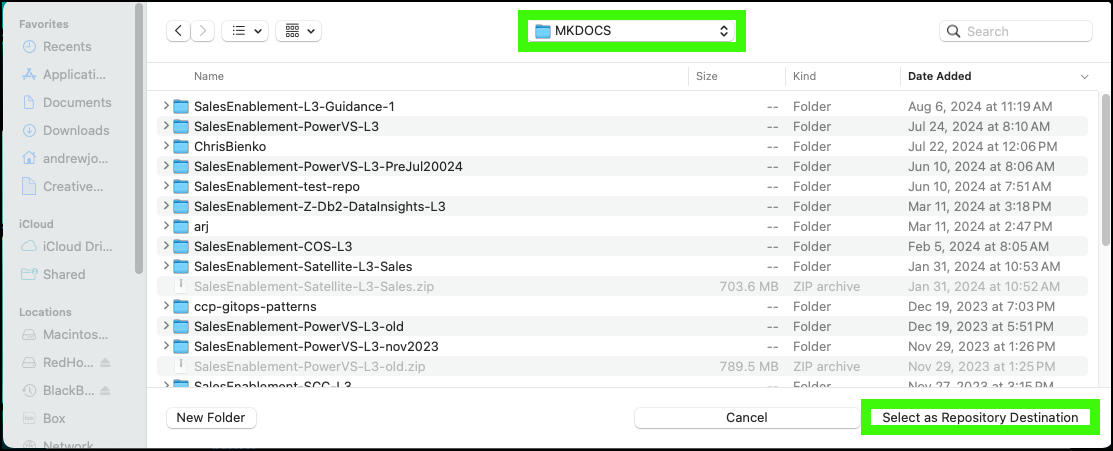 Favorites
Recents
Applicati...
Documents
Downloads
andrewjo...
Creative...
iCloud
iCloud Dri...
Shared
Locations
Macintos...
RedHo...
BlackB...
Box
Network
MKDOCS
Search
Name Size Kind Date Added
SalesEnablement-L3-Guidance-1 -- Folder Aug 6, 2024 at 11:19 AM
SalesEnablement-PowerVS-L3 -- Folder Jul 24, 2024 at 8:10 AM
ChrisBienko -- Folder Jul 22, 2024 at 12:06 PM
SalesEnablement-PowerVS-L3-PreJul20024 -- Folder Jun 10, 2024 at 8:06 AM
SalesEnablement-test-repo -- Folder Jun 10, 2024 at 7:51 AM
SalesEnablement-Z-Db2-DataInsights-L3 -- Folder Mar 11, 2024 at 3:18 PM
arj -- Folder Mar 11, 2024 at 2:47 PM
SalesEnablement-COS-L3 -- Folder Feb 5, 2024 at 8:05 AM
SalesEnablement-Satellite-L3-Sales -- Folder Jan 31, 2024 at 10:53 AM
SalesEnablement-Satellite-L3-Sales.zip 703.6 MB ZIP archive Jan 31, 2024 at 10:52 AM
ccp-gitops-patterns -- Folder Dec 19, 2023 at 7:03 PM
SalesEnablement-PowerVS-L3-old -- Folder Dec 19, 2023 at 5:51 PM
SalesEnablement-PowerVS-L3-nov2023 -- Folder Nov 29, 2023 at 1:26 PM
SalesEnablement-PowerVS-L3-old.zip 789.5 MB ZIP archive Nov 29, 2023 at 1:25 PM
SalesEnablement-SCC-L3 -- Folder Nov 27, 2023 at 3:15 PM
New Folder Cancel Select as Repository Destination